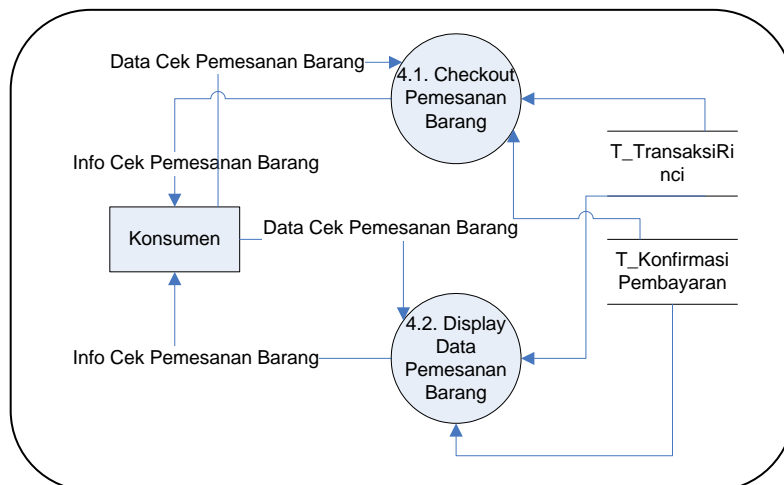 Data Cek Pemesanan Barang
4.1. Checkout
Pemesanan
Barang
T_TransaksiRi
nci
Info Cek Pemesanan Barang
Konsumen
Data Cek Pemesanan Barang
T_Konfirmasi
Pembayaran
4.2. Display
Data
Pemesanan
Barang
Info Cek Pemesanan Barang